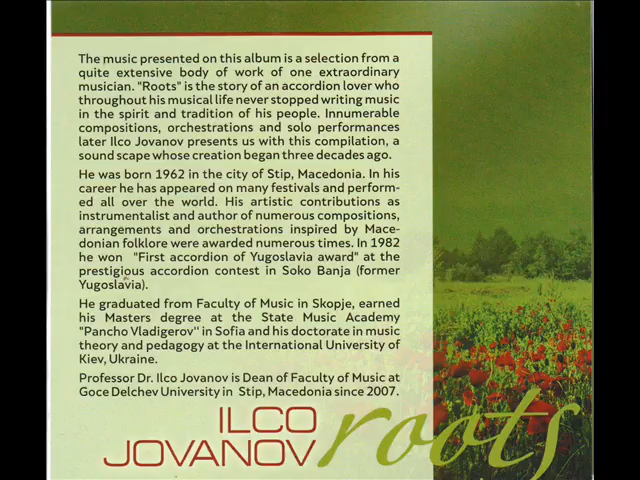 The music presented on this album is a selection from a
quite extensive body of work of one extraordinary
musician. "Roots" is the story of an accordion lover who
throughout his musical life never stopped writing music
in the spirit and tradition of his people. Innumerable
compositions, orchestrations and solo performances
later Ilco Jovanov presents us with this compilation, a
sound scape whose creation began three decades ago.
He was born 1962 in the city of Stip, Macedonia. In his
career he has appeared on many festivals and perform-
ed all over the world. His artistic contributions as
instrumentalist and author of numerous compositions,
arrangements and orchestrations inspired by Mace-
donian folklore were awarded numerous times. In 1982
he won "First accordion of Yugoslavia award" at the
prestigious accordion contest in Soko Banja (former
Yugoslavia).
He graduated from Faculty of Music in Skopje, earned
his Masters degree at the State Music Academy
"Pancho Vladigerov" in Sofia and his doctorate in music
theory and pedagogy at the International University of
Kiev, Ukraine.
Professor Dr. Ilco Jovanov is Dean of Faculty of Music at
Goce Delchev University in Stip, Macedonia since 2007.
ILCO
JOVANOV roots